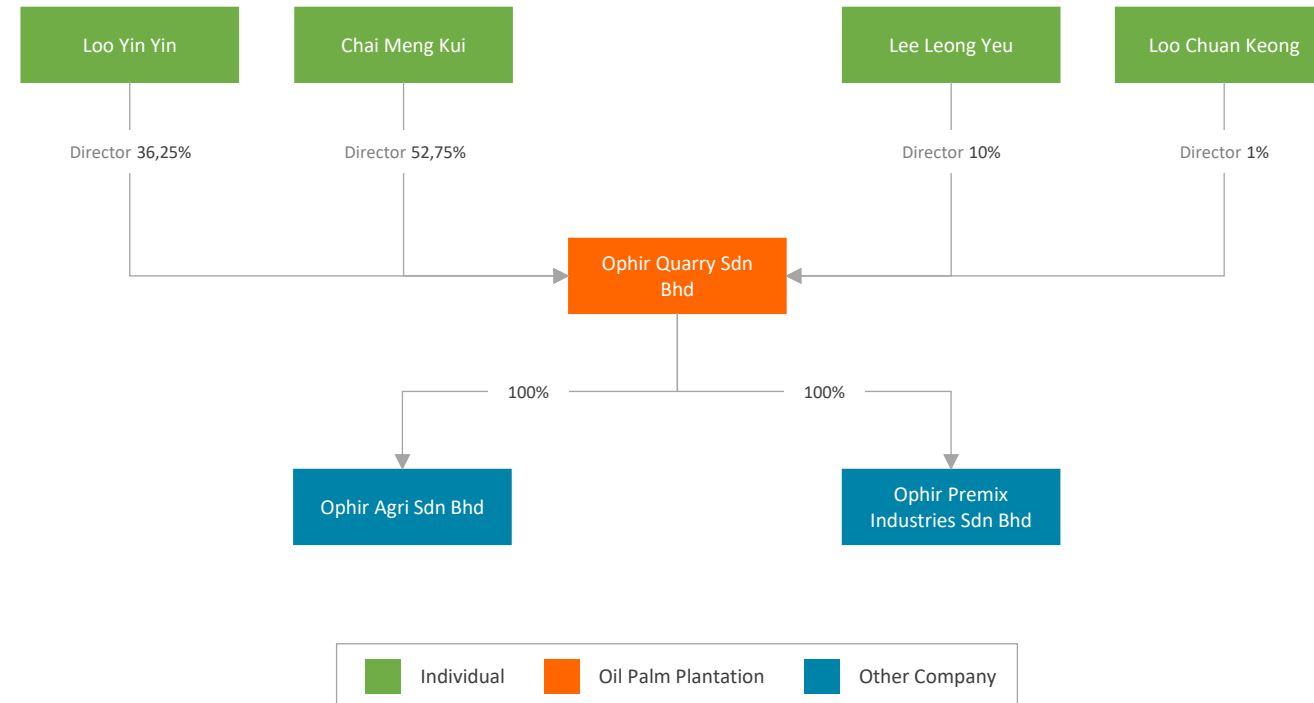 Loo Yin Yin
Chai Meng Kui
Lee Leong Yeu
Loo Chuan Keong
Director 36,25%
Director 52,75%
Director 10%
Director 1%
Ophir Quarry Sdn
Bhd
100%
100%
Ophir Agri Sdn Bhd
Ophir Premix
Industries Sdn Bhd
Individual
Oil Palm Plantation
Other Company